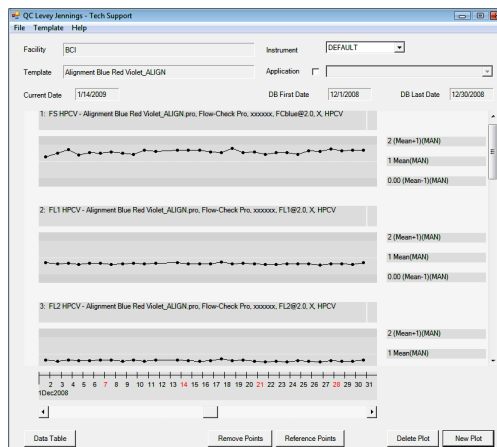 QC Levey Jennings - Tech Support
File Template Help
Facility BCI Instrument DEFAULT
Template Alignment Blue Red Violet_ALIGN Application
Current Date 1/14/2009 DB First Date 12/1/2008 DB Last Date 12/30/2008
1: FS HPCV - Alignment Blue Red Violet_ALIGN.pro, Flow-Check Pro, xxxxxx, FCblue@2.0, X, HPCV
2 (Mean+1)(MAN)
1 Mean(MAN)
0.00 (Mean-1)(MAN)
2: FL1 HPCV - Alignment Blue Red Violet_ALIGN.pro, Flow-Check Pro, xxxxxx, FL1@2.0, X, HPCV
2 (Mean+1)(MAN)
1 Mean(MAN)
0.00 (Mean-1)(MAN)
3: FL2 HPCV - Alignment Blue Red Violet_ALIGN.pro, Flow-Check Pro, xxxxxx, FL2@2.0, X, HPCV
2 (Mean+1)(MAN)
1 Mean(MAN)
2 3 4 5 6 7 8 9 10 11 12 13 14 15 16 17 18 19 20 21 22 23 24 25 26 27 28 29 30 31
1Dec2008
Data Table Remove Points Reference Points Delete Plot New Plot